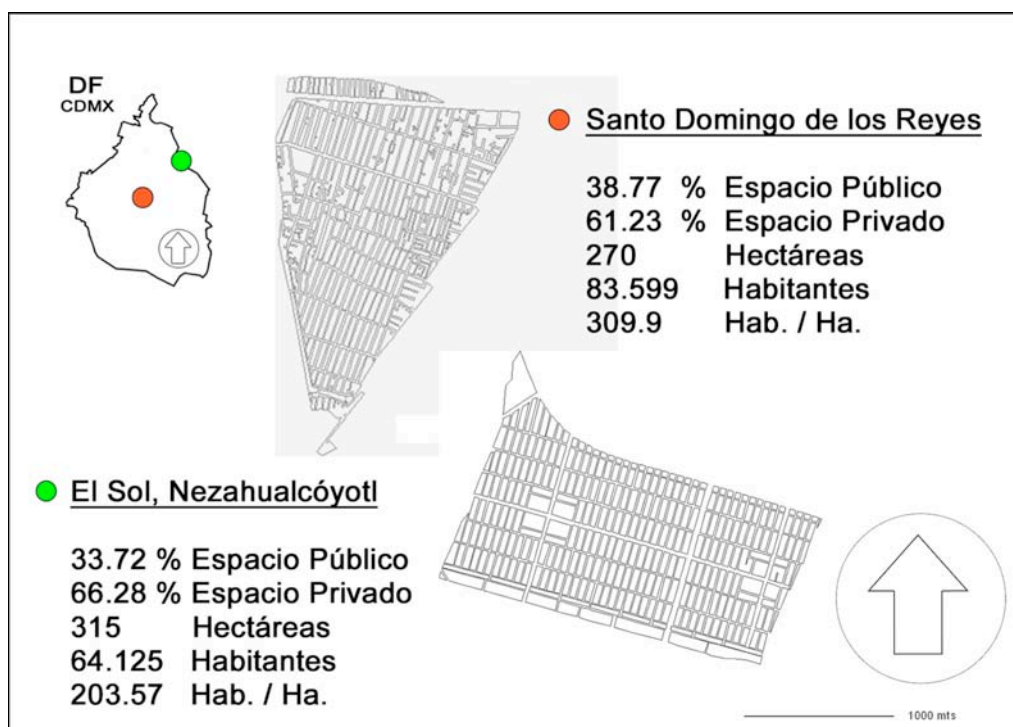 DF
CDMX
Santo Domingo de los Reyes
38.77 % Espacio Público
61.23 % Espacio Privado
270 Hectáreas
83.599 Habitantes
309.9 Hab. / Ha.
El Sol, Nezahualcóyotl
33.72 % Espacio Público
66.28 % Espacio Privado
315 Hectáreas
64.125 Habitantes
203.57 Hab. / Ha.
1000 mts